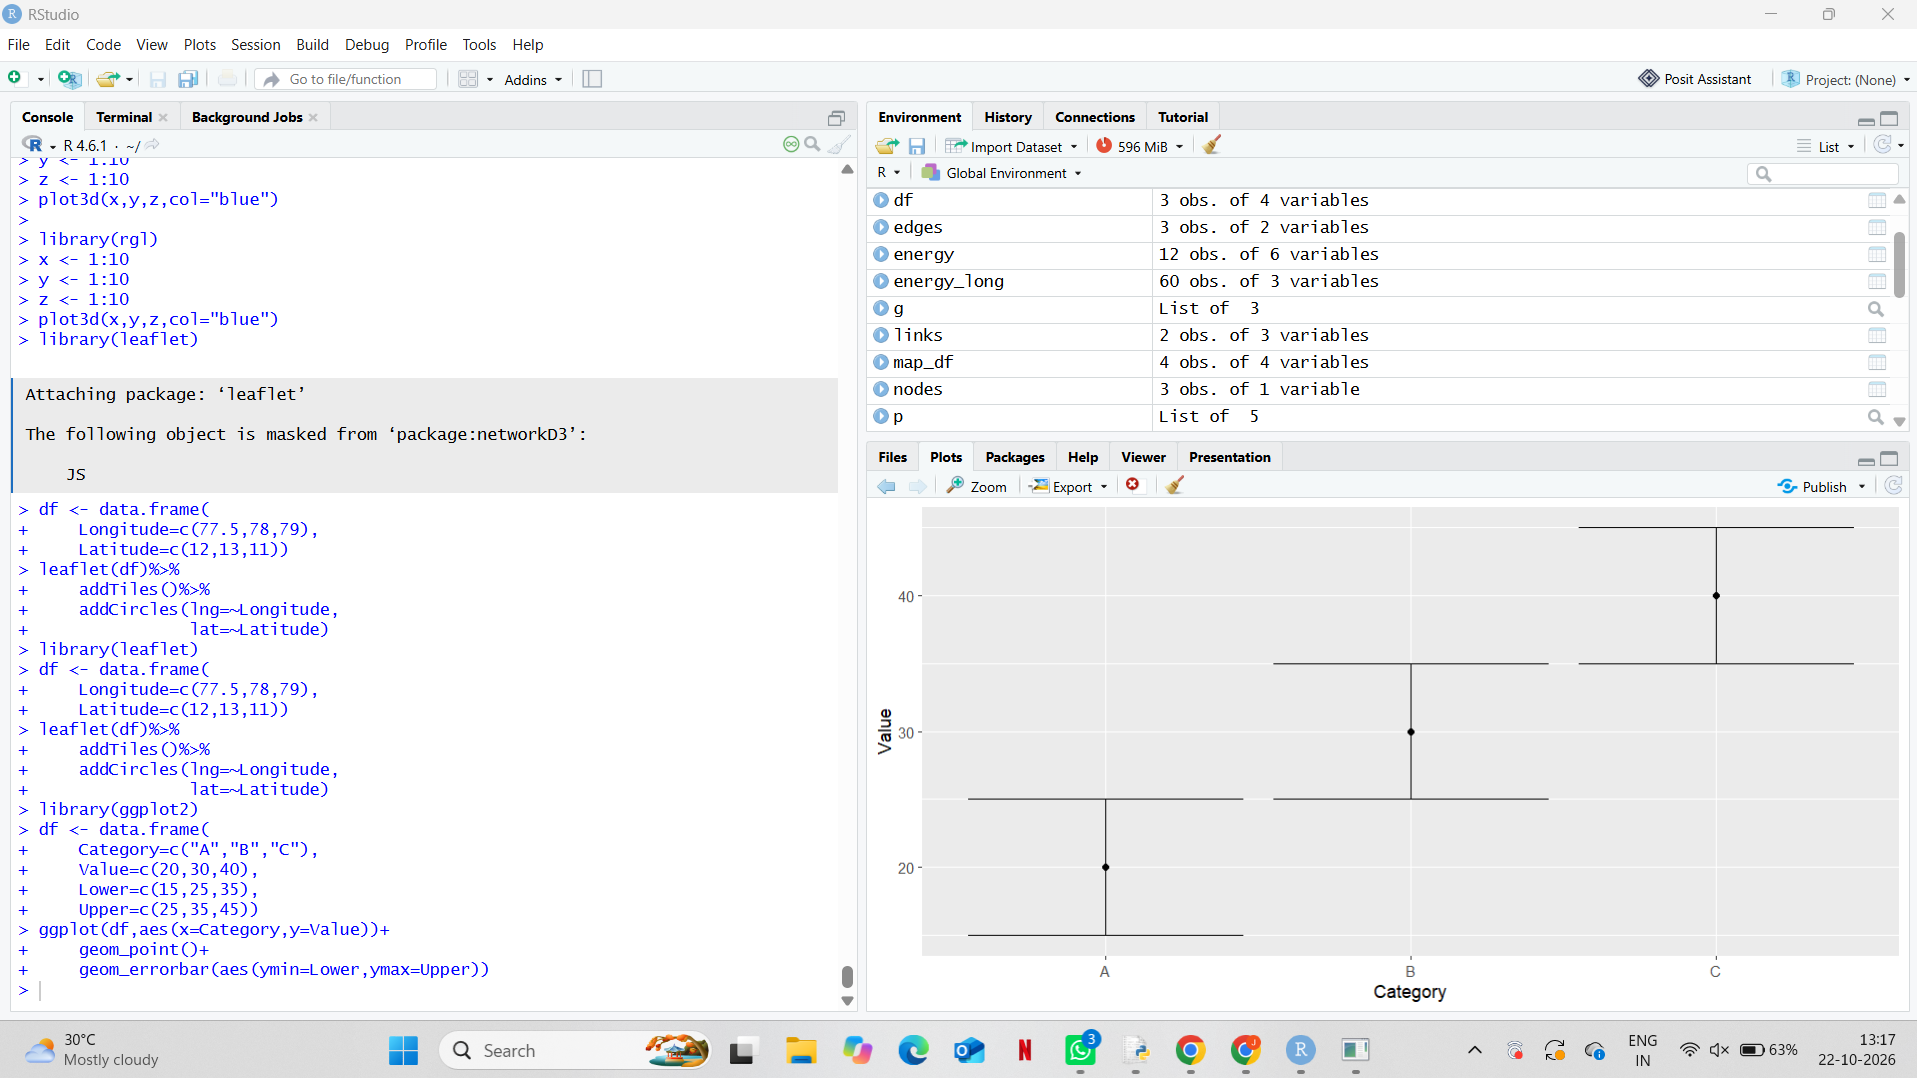 RStudio
File Edit Code View Plots Session Build Debug Profile Tools Help
Go to file/function
Addins
Posit Assistant
Project: (None)
Console Terminal Background Jobs
R 4.6.1 · ~/
> y <- 1:10
> z <- 1:10
> plot3d(x,y,z,col="blue")
>
> library(rgl)
> x <- 1:10
> y <- 1:10
> z <- 1:10
> plot3d(x,y,z,col="blue")
> library(leaflet)
Attaching package: ‘leaflet’
The following object is masked from ‘package:networkD3’:
JS
> df <- data.frame(
+     Longitude=c(77.5,78,79),
+     Latitude=c(12,13,11))
> leaflet(df)%>%
+     addTiles()%>%
+     addCircles(lng=~Longitude,
+                lat=~Latitude)
> library(leaflet)
> df <- data.frame(
+     Longitude=c(77.5,78,79),
+     Latitude=c(12,13,11))
> leaflet(df)%>%
+     addTiles()%>%
+     addCircles(lng=~Longitude,
+                lat=~Latitude)
> library(ggplot2)
> df <- data.frame(
+     Category=c("A","B","C"),
+     Value=c(20,30,40),
+     Lower=c(15,25,35),
+     Upper=c(25,35,45))
> ggplot(df,aes(x=Category,y=Value))+
+     geom_point()+
+     geom_errorbar(aes(ymin=Lower,ymax=Upper))
>
Environment History Connections Tutorial
Import Dataset 596 MiB List
R Global Environment
df 3 obs. of 4 variables
edges 3 obs. of 2 variables
energy 12 obs. of 6 variables
energy_long 60 obs. of 3 variables
g List of 3
links 2 obs. of 3 variables
map_df 4 obs. of 4 variables
nodes 3 obs. of 1 variable
p List of 5
Files Plots Packages Help Viewer Presentation
Zoom Export Publish
40
30
20
Value
A B C
Category
30°C
Mostly cloudy
Search
3
ENG
IN
63%
13:17
22-10-2026